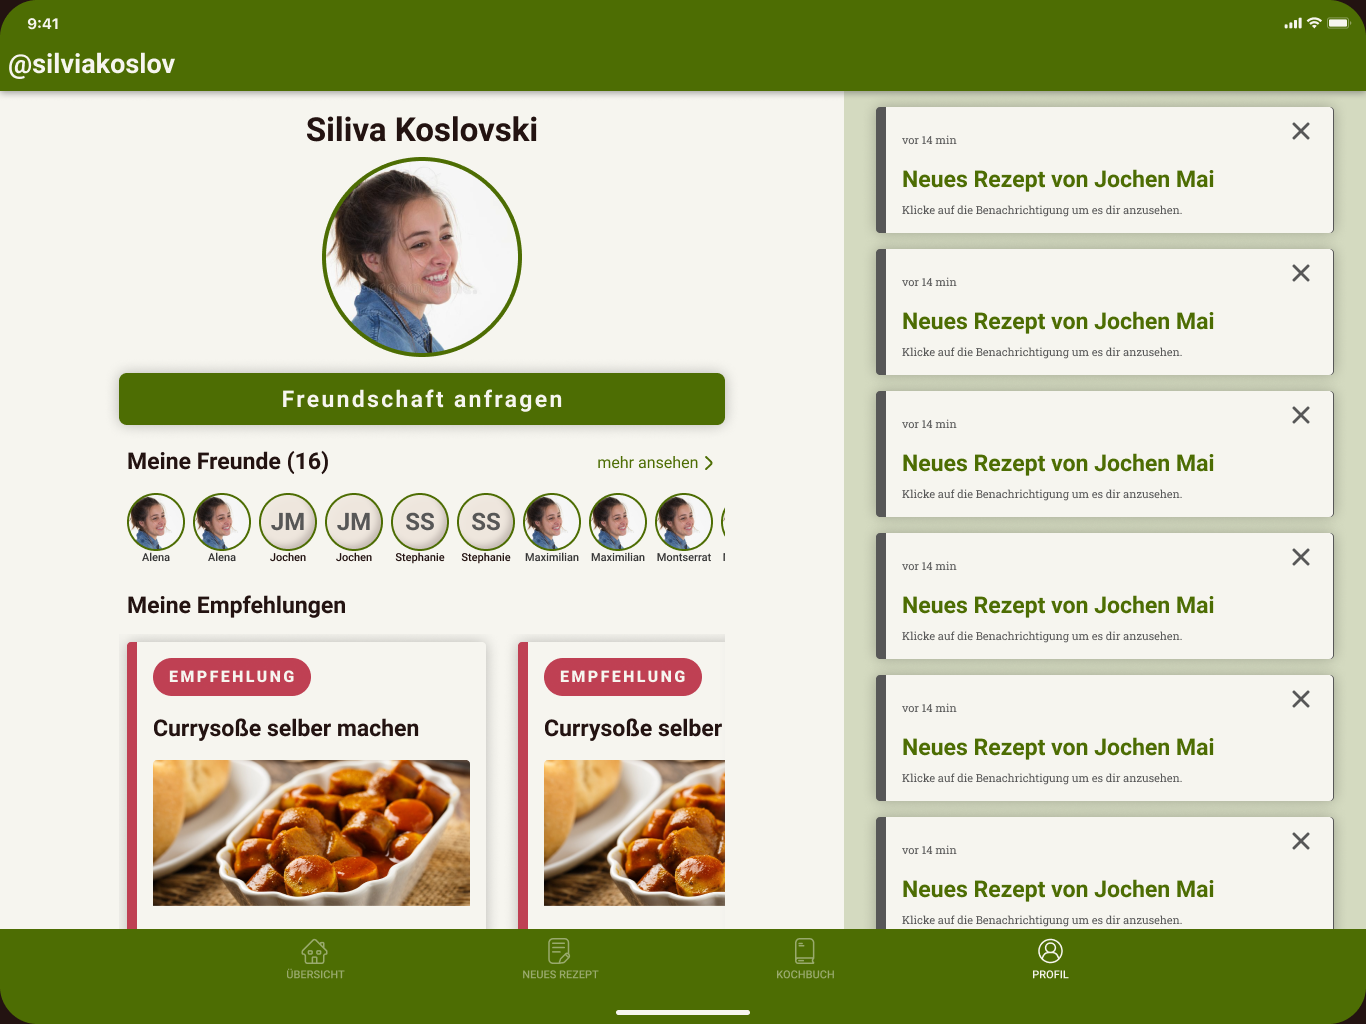 9:41
@silviakoslov
Siliva Koslovski
Freundschaft anfragen
Meine Freunde (16)
mehr ansehen
JM
JM
SS
SS
Alena
Alena
Jochen
Jochen
Stephanie
Stephanie
Maximilian
Maximilian
Montserrat
Meine Empfehlungen
EMPFEHLUNG
Currysoße selber machen
EMPFEHLUNG
Currysoße selber
vor 14 min
Neues Rezept von Jochen Mai
Klicke auf die Benachrichtigung um es dir anzusehen.
vor 14 min
Neues Rezept von Jochen Mai
Klicke auf die Benachrichtigung um es dir anzusehen.
vor 14 min
Neues Rezept von Jochen Mai
Klicke auf die Benachrichtigung um es dir anzusehen.
vor 14 min
Neues Rezept von Jochen Mai
Klicke auf die Benachrichtigung um es dir anzusehen.
vor 14 min
Neues Rezept von Jochen Mai
Klicke auf die Benachrichtigung um es dir anzusehen.
vor 14 min
Neues Rezept von Jochen Mai
Klicke auf die Benachrichtigung um es dir anzusehen.
ÜBERSICHT
NEUES REZEPT
KOCHBUCH
PROFIL